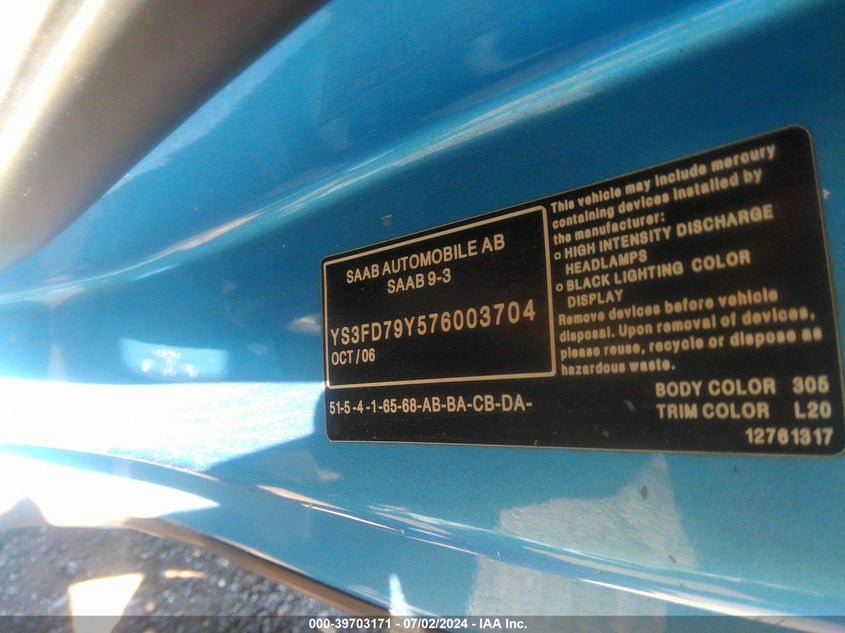 SAAB AUTOMOBILE AB
SAAB 9-3
YS3FD79Y576003704
OCT/06
51-5-4-1-65-68-AB-BA-CB-DA-
This vehicle may include mercury
containing devices installed by
the manufacturer:
o HIGH INTENSITY DISCHARGE
HEADLAMPS
o BLACK LIGHTING COLOR
DISPLAY
Remove devices before vehicle
disposal. Upon removal of devices,
please reuse, recycle or dispose as
hazardous waste.
BODY COLOR 305
TRIM COLOR L20
12761317
000-39703171 - 07/02/2024 - IAA Inc.